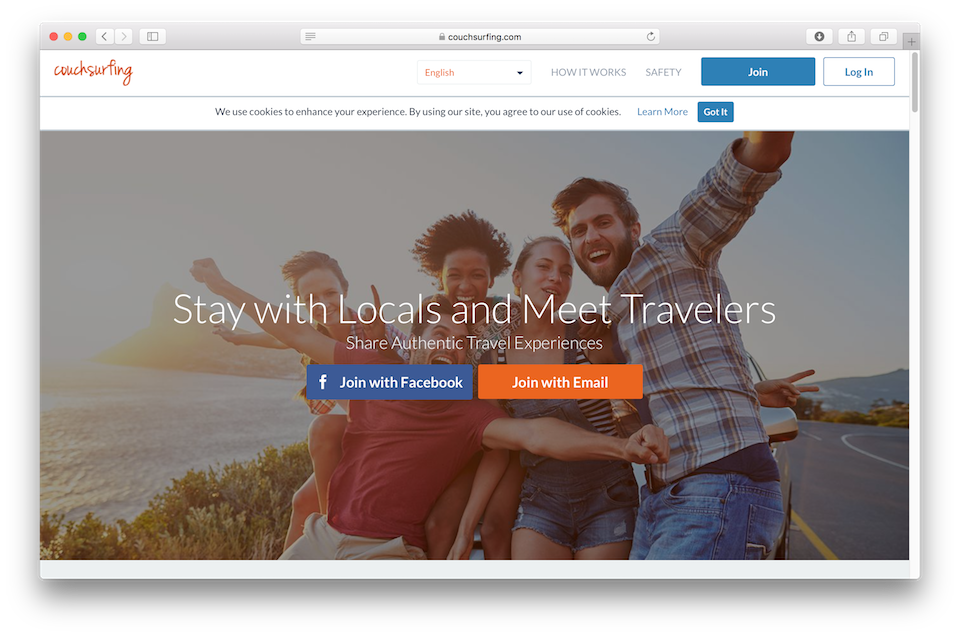 couchsurfing.com
couchsurfing
English
HOW IT WORKS
SAFETY
Join
Log In
We use cookies to enhance your experience. By using our site, you agree to our use of cookies.
Learn More
Got It
Stay with Locals and Meet Travelers
Share Authentic Travel Experiences
f Join with Facebook
Join with Email